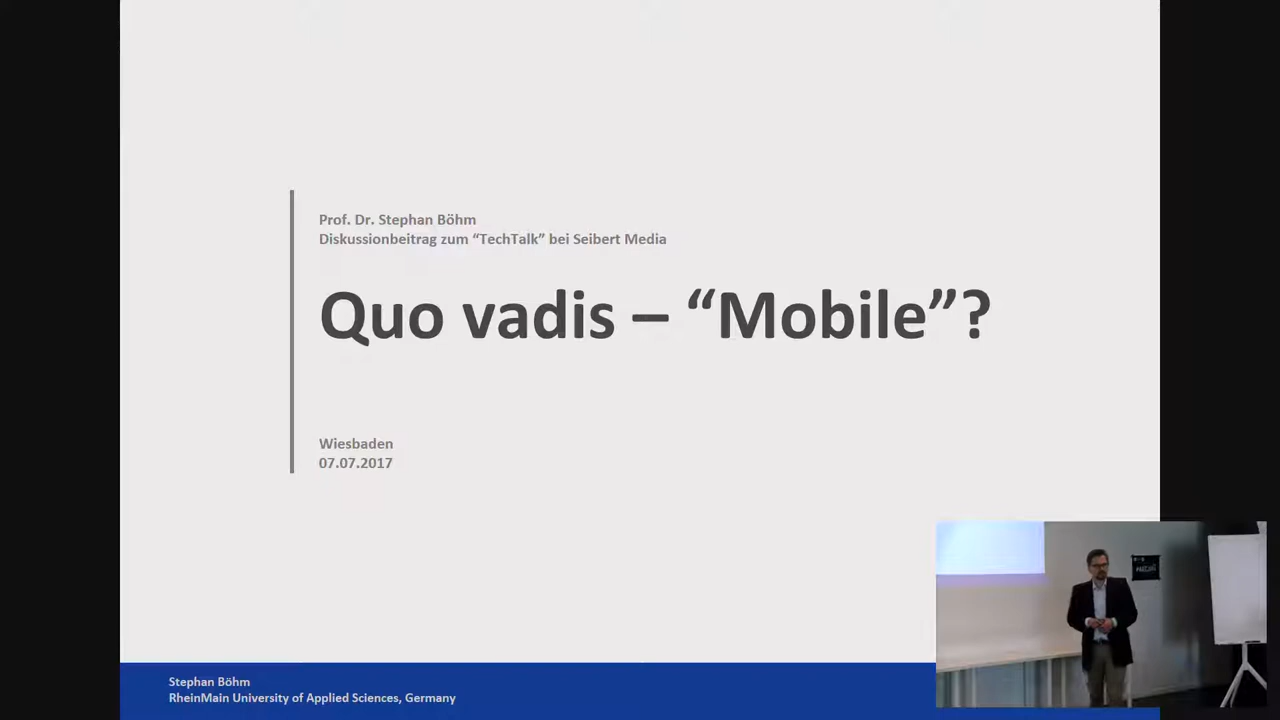 Prof. Dr. Stephan Böhm
Diskussionbeitrag zum “TechTalk” bei Seibert Media
Quo vadis – “Mobile”?
Wiesbaden
07.07.2017
Stephan Böhm
RheinMain University of Applied Sciences, Germany